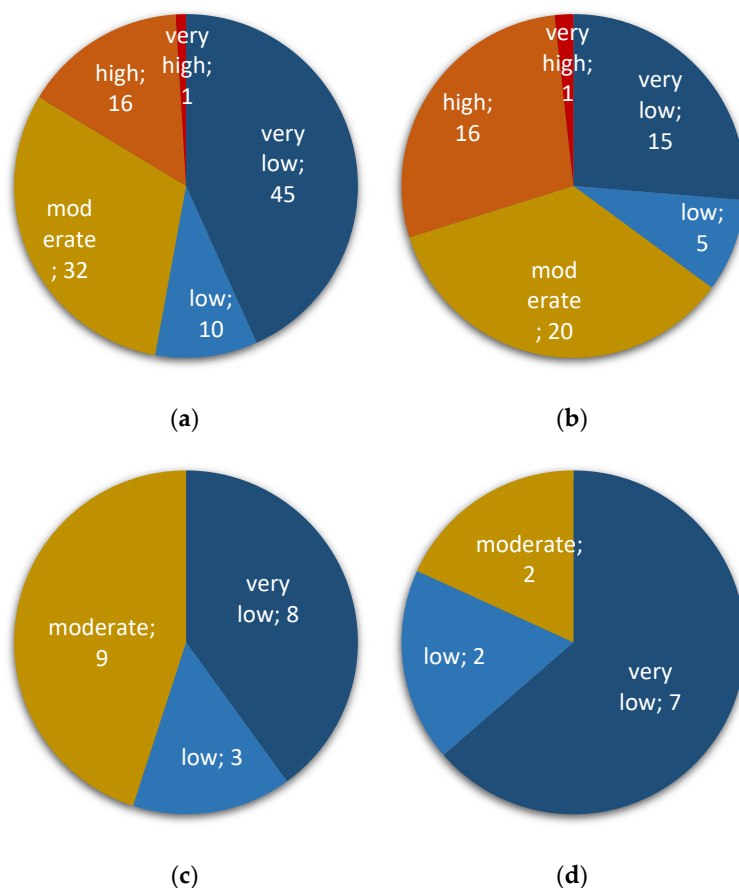 very
high;
1
high;
16
very
low;
45
mod
erate
; 32
low;
10
(a)
very
high;
1
high;
16
very
low;
15
low;
5
mod
erate
; 20
(b)
very
low; 8
moderate;
9
low; 3
(c)
moderate;
2
low; 2
very
low; 7
(d)